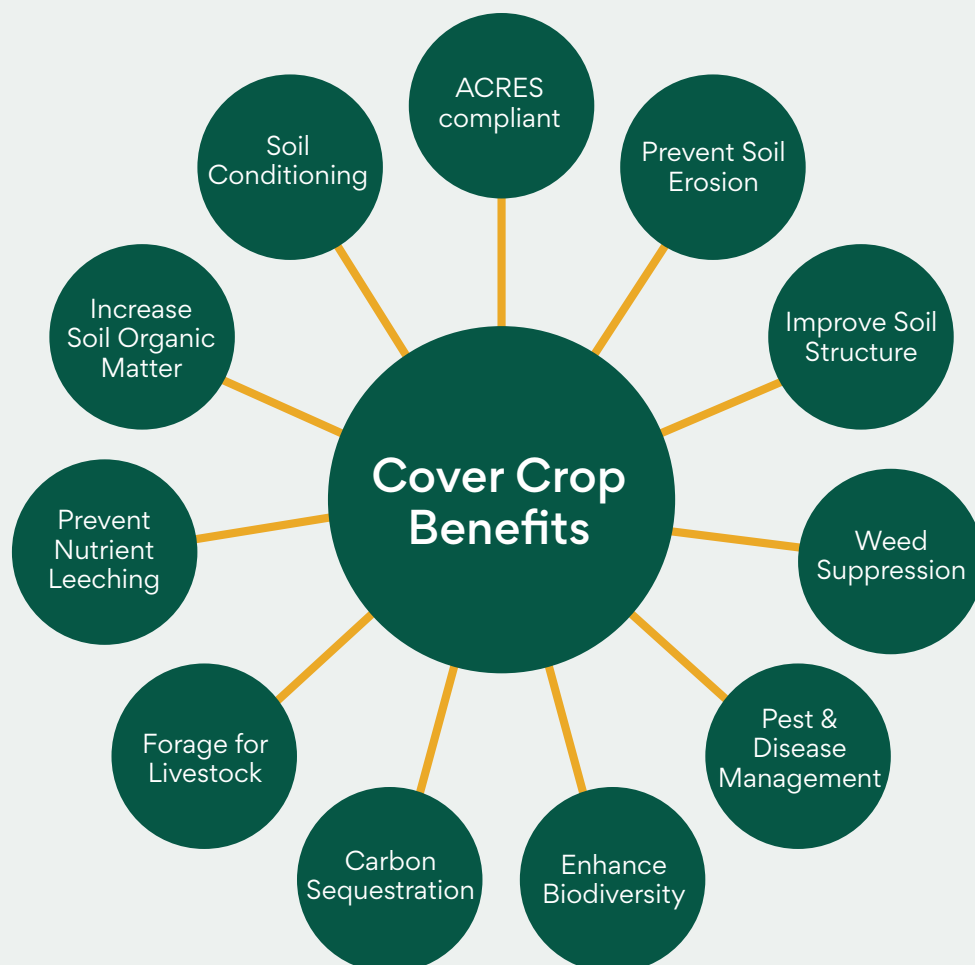 Cover Crop
Benefits
ACRES
compliant
Prevent Soil
Erosion
Improve Soil
Structure
Weed
Suppression
Pest &
Disease
Management
Enhance
Biodiversity
Carbon
Sequestration
Forage for
Livestock
Prevent
Nutrient
Leeching
Increase
Soil Organic
Matter
Soil
Conditioning